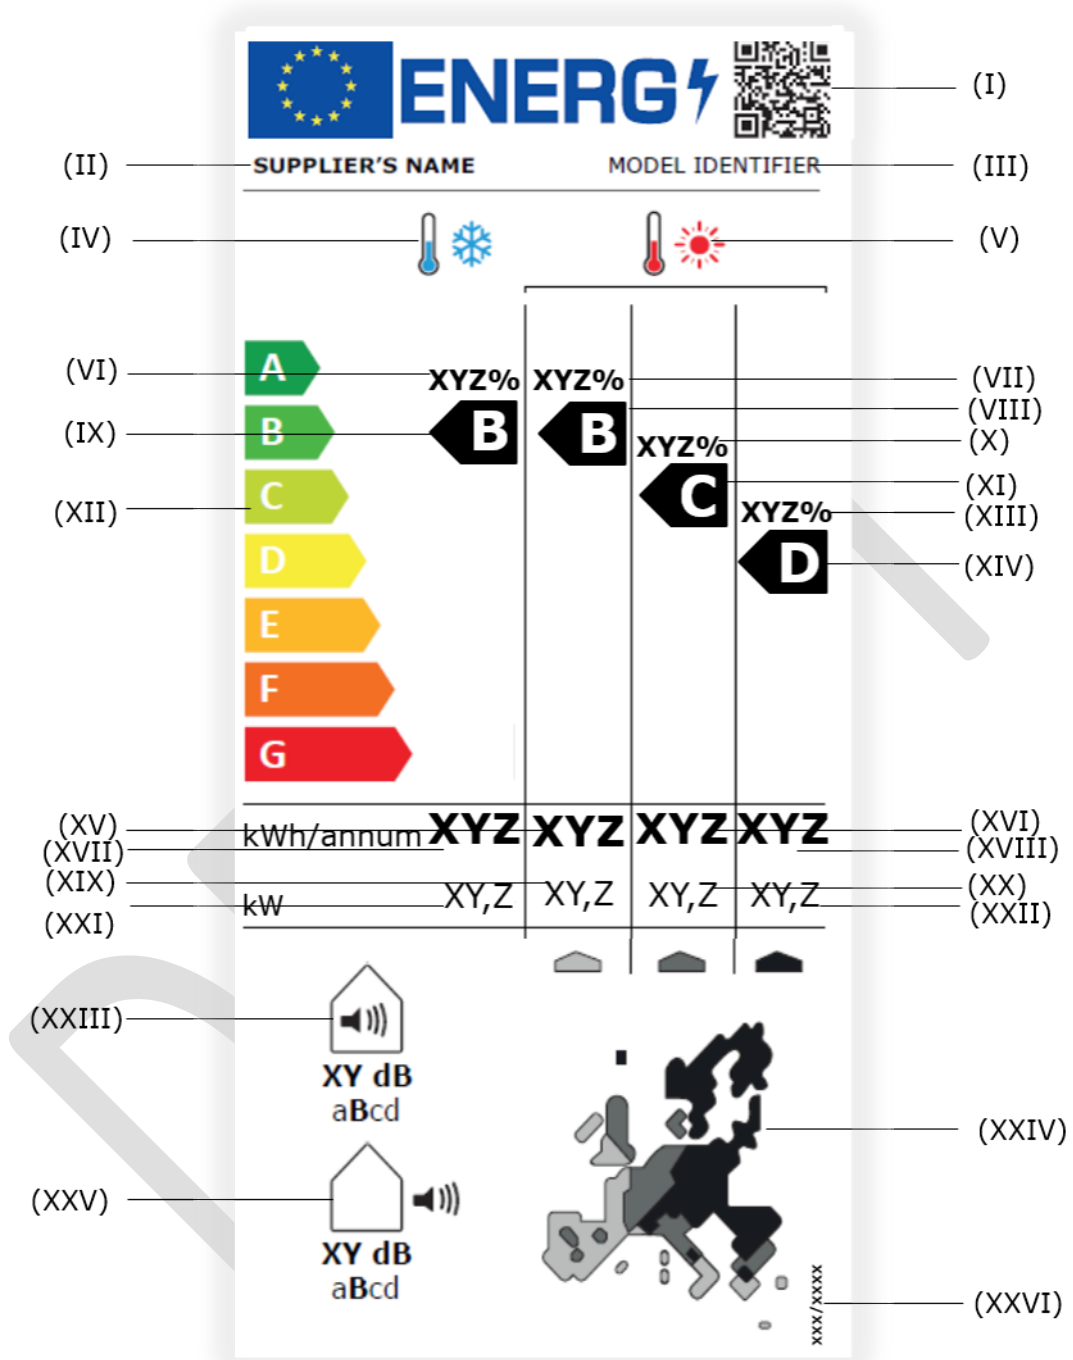 ENERG
(I)
(II) SUPPLIER'S NAME MODEL IDENTIFIER (III)
(IV) (V)
(VI) A XYZ% XYZ% (VII)
(VIII)
(IX) B B B XYZ% (X)
(XI)
(XII) C C XYZ% (XIII)
D D (XIV)
E
F
G
(XV) kWh/annum XYZ XYZ XYZ XYZ (XVI)
(XVII) (XVIII)
(XIX) (XX)
kW XY,Z XY,Z XY,Z XY,Z
(XXI) (XXII)
(XXIII)
XY dB
aBcd
(XXIV)
(XXV)
XY dB
aBcd
xxx/xxxx
(XXVI)